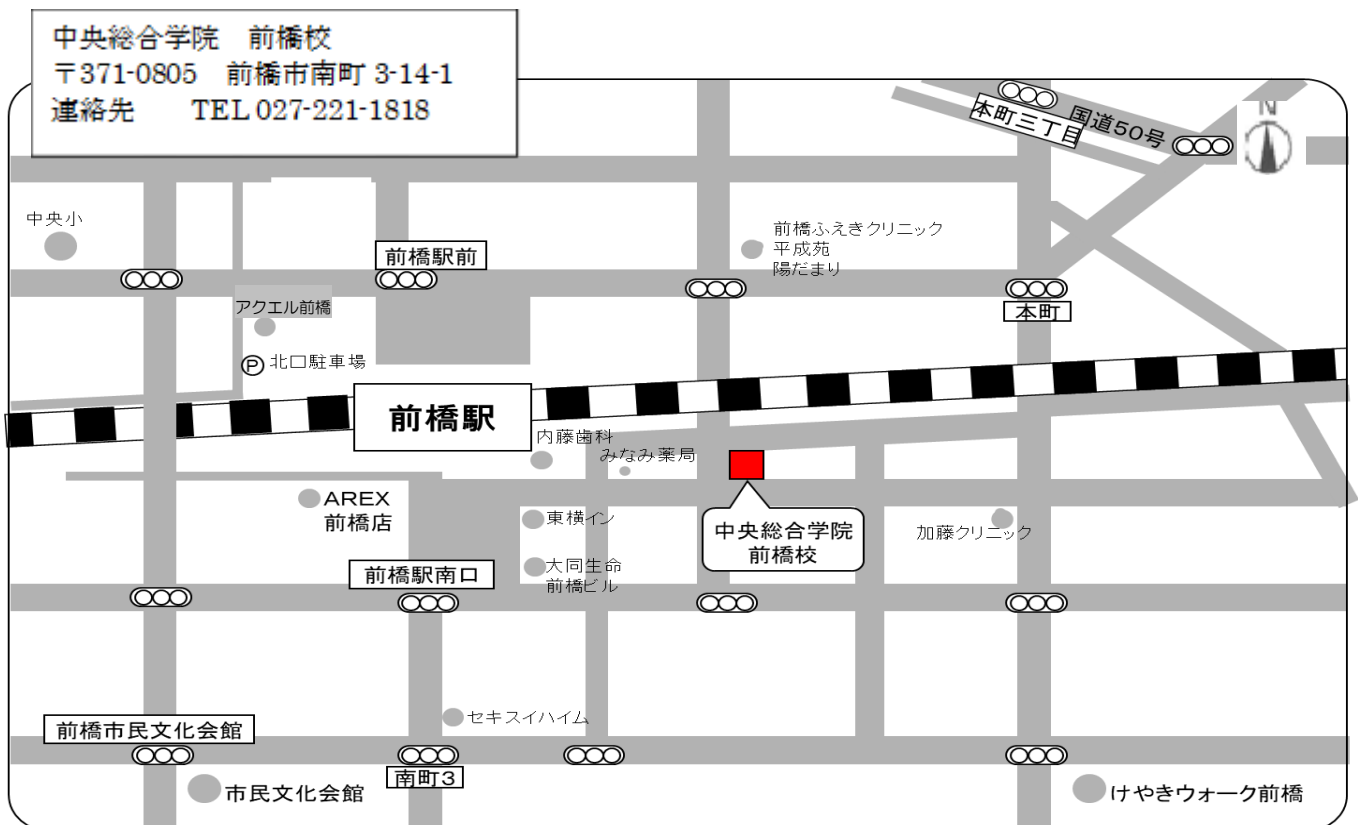 中央総合学院　前橋校
〒371-0805　前橋市南町 3-14-1
連絡先　　TEL 027-221-1818
本町三丁目
国道50号
N
中央小
前橋駅前
前橋ふえきクリニック
平成苑
陽だまり
アクエル前橋
本町
P 北口駐車場
前橋駅
内藤歯科
みなみ薬局
AREX
前橋店
東横イン
中央総合学院
前橋校
加藤クリニック
前橋駅南口
大同生命
前橋ビル
セキスイハイム
前橋市民文化会館
南町3
市民文化会館
けやきウォーク前橋